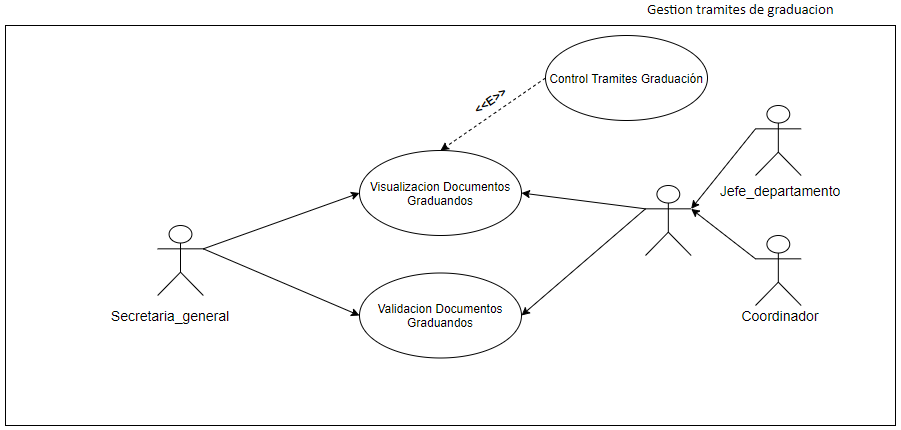 Gestion tramites de graduacion
Control Tramites Graduación
<<E>>
Visualizacion Documentos
Graduandos
Jefe_departamento
Secretaria_general
Validacion Documentos
Graduandos
Coordinador